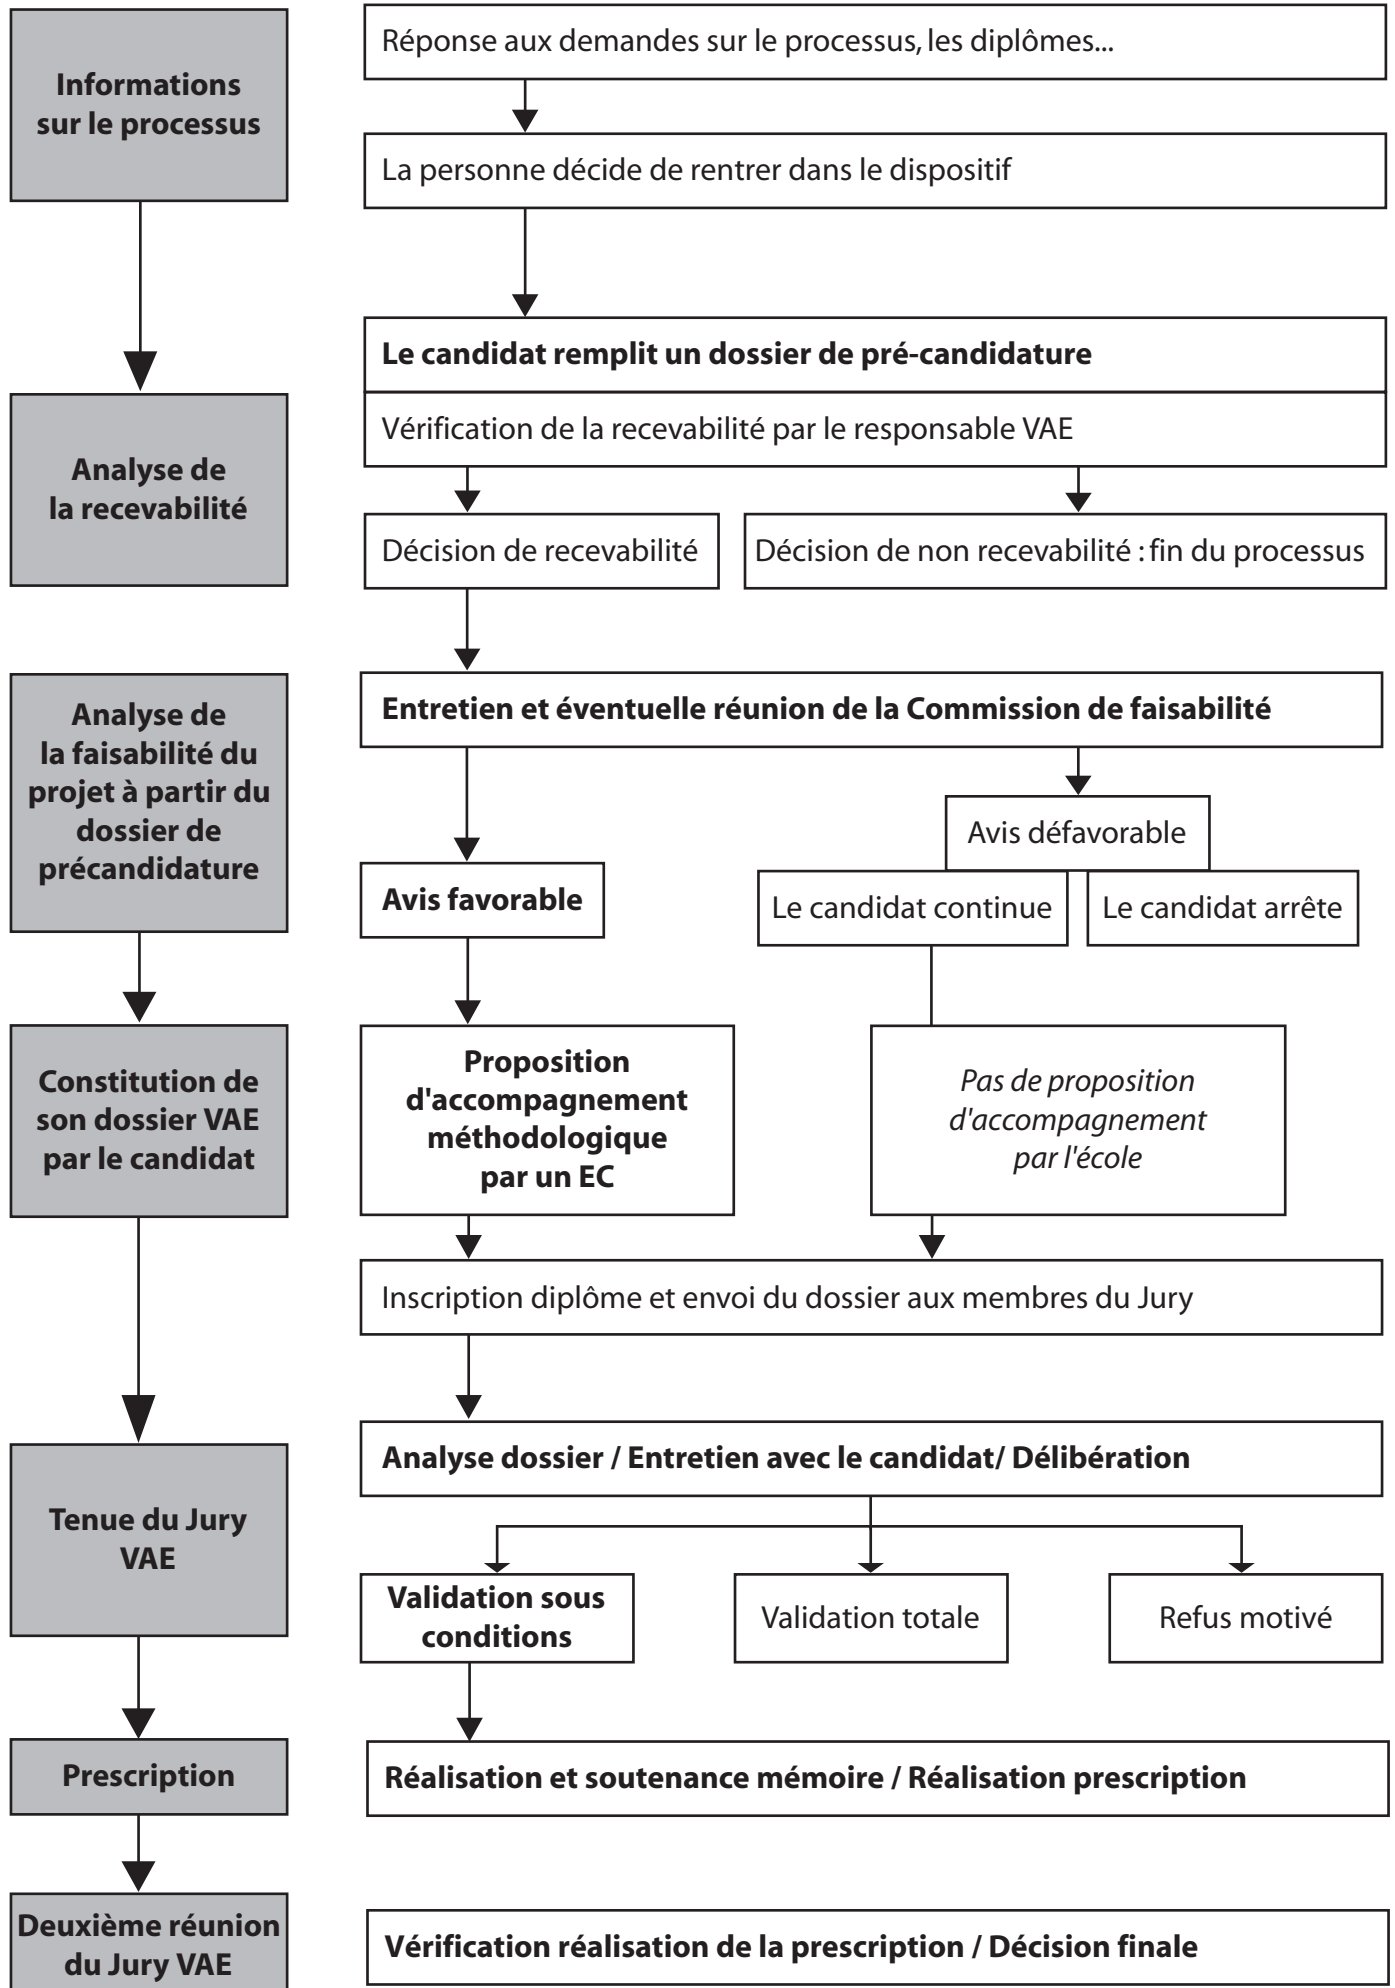 Informations
sur le processus
Réponse aux demandes sur le processus, les diplômes...
La personne décide de rentrer dans le dispositif
Le candidat remplit un dossier de pré-candidature
Analyse de
la recevabilité
Vérification de la recevabilité par le responsable VAE
Décision de recevabilité
Décision de non recevabilité : fin du processus
Analyse de
la faisabilité du
projet à partir du
dossier de
précandidature
Entretien et éventuelle réunion de la Commission de faisabilité
Avis défavorable
Avis favorable
Le candidat continue
Le candidat arrête
Constitution de
son dossier VAE
par le candidat
Proposition
d'accompagnement
méthodologique
par un EC
Pas de proposition
d'accompagnement
par l'école
Inscription diplôme et envoi du dossier aux membres du Jury
Tenue du Jury
VAE
Analyse dossier / Entretien avec le candidat/ Délibération
Validation sous
conditions
Validation totale
Refus motivé
Prescription
Réalisation et soutenance mémoire / Réalisation prescription
Deuxième réunion
du Jury VAE
Vérification réalisation de la prescription / Décision finale